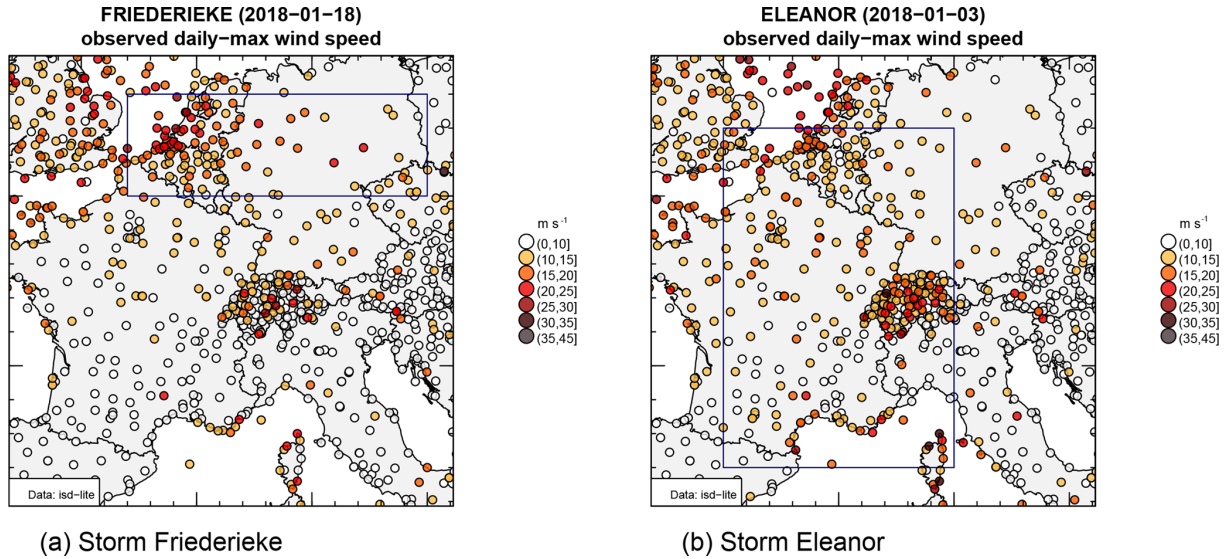 FRIEDERIEKE (2018−01−18)
observed daily−max wind speed
m s⁻¹
(0,10]
(10,15]
(15,20]
(20,25]
(25,30]
(30,35]
(35,45]
Data: isd−lite
(a) Storm Friederieke
ELEANOR (2018−01−03)
observed daily−max wind speed
m s⁻¹
(0,10]
(10,15]
(15,20]
(20,25]
(25,30]
(30,35]
(35,45]
Data: isd−lite
(b) Storm Eleanor